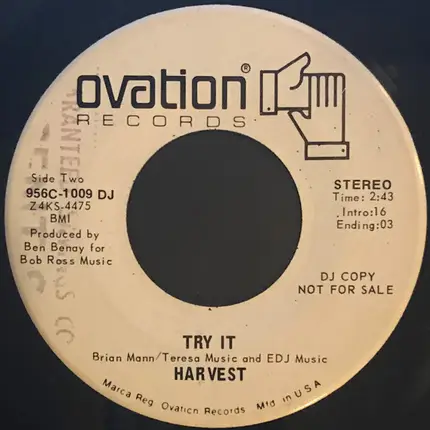 ovation®
RECORDS
Side Two
956C-1009 DJ
Z4KS-4475
BMI
Produced by
Ben Benay for
Bob Ross Music
STEREO
Time: 2:43
Intro:16
Ending:03
DJ COPY
NOT FOR SALE
TRY IT
Brian Mann/Teresa Music and EDJ Music
HARVEST
Marca Reg. Ovation Records Mfd in U S A